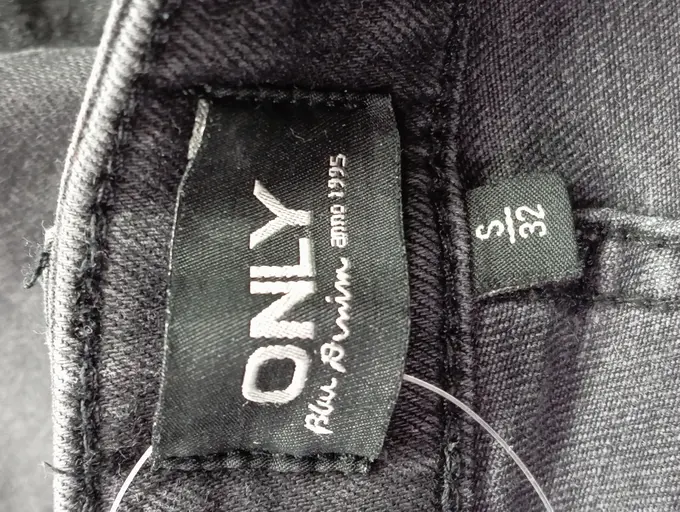 ONLY
Blue Denim anno 1995
S/32